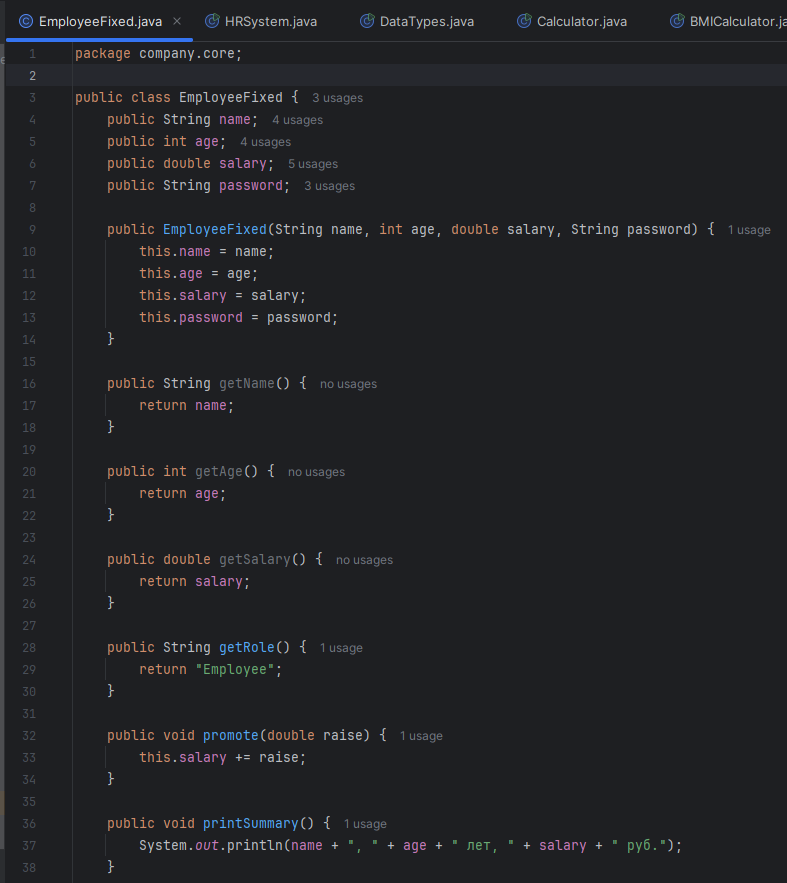 EmployeeFixed.java × HRSystem.java DataTypes.java Calculator.java BMICalculator.ja
1 package company.core;
2
3 public class EmployeeFixed { 3 usages
4 public String name; 4 usages
5 public int age; 4 usages
6 public double salary; 5 usages
7 public String password; 3 usages
8
9 public EmployeeFixed(String name, int age, double salary, String password) { 1 usage
10 this.name = name;
11 this.age = age;
12 this.salary = salary;
13 this.password = password;
14 }
15
16 public String getName() { no usages
17 return name;
18 }
19
20 public int getAge() { no usages
21 return age;
22 }
23
24 public double getSalary() { no usages
25 return salary;
26 }
27
28 public String getRole() { 1 usage
29 return "Employee";
30 }
31
32 public void promote(double raise) { 1 usage
33 this.salary += raise;
34 }
35
36 public void printSummary() { 1 usage
37 System.out.println(name + ", " + age + " лет, " + salary + " руб.");
38 }